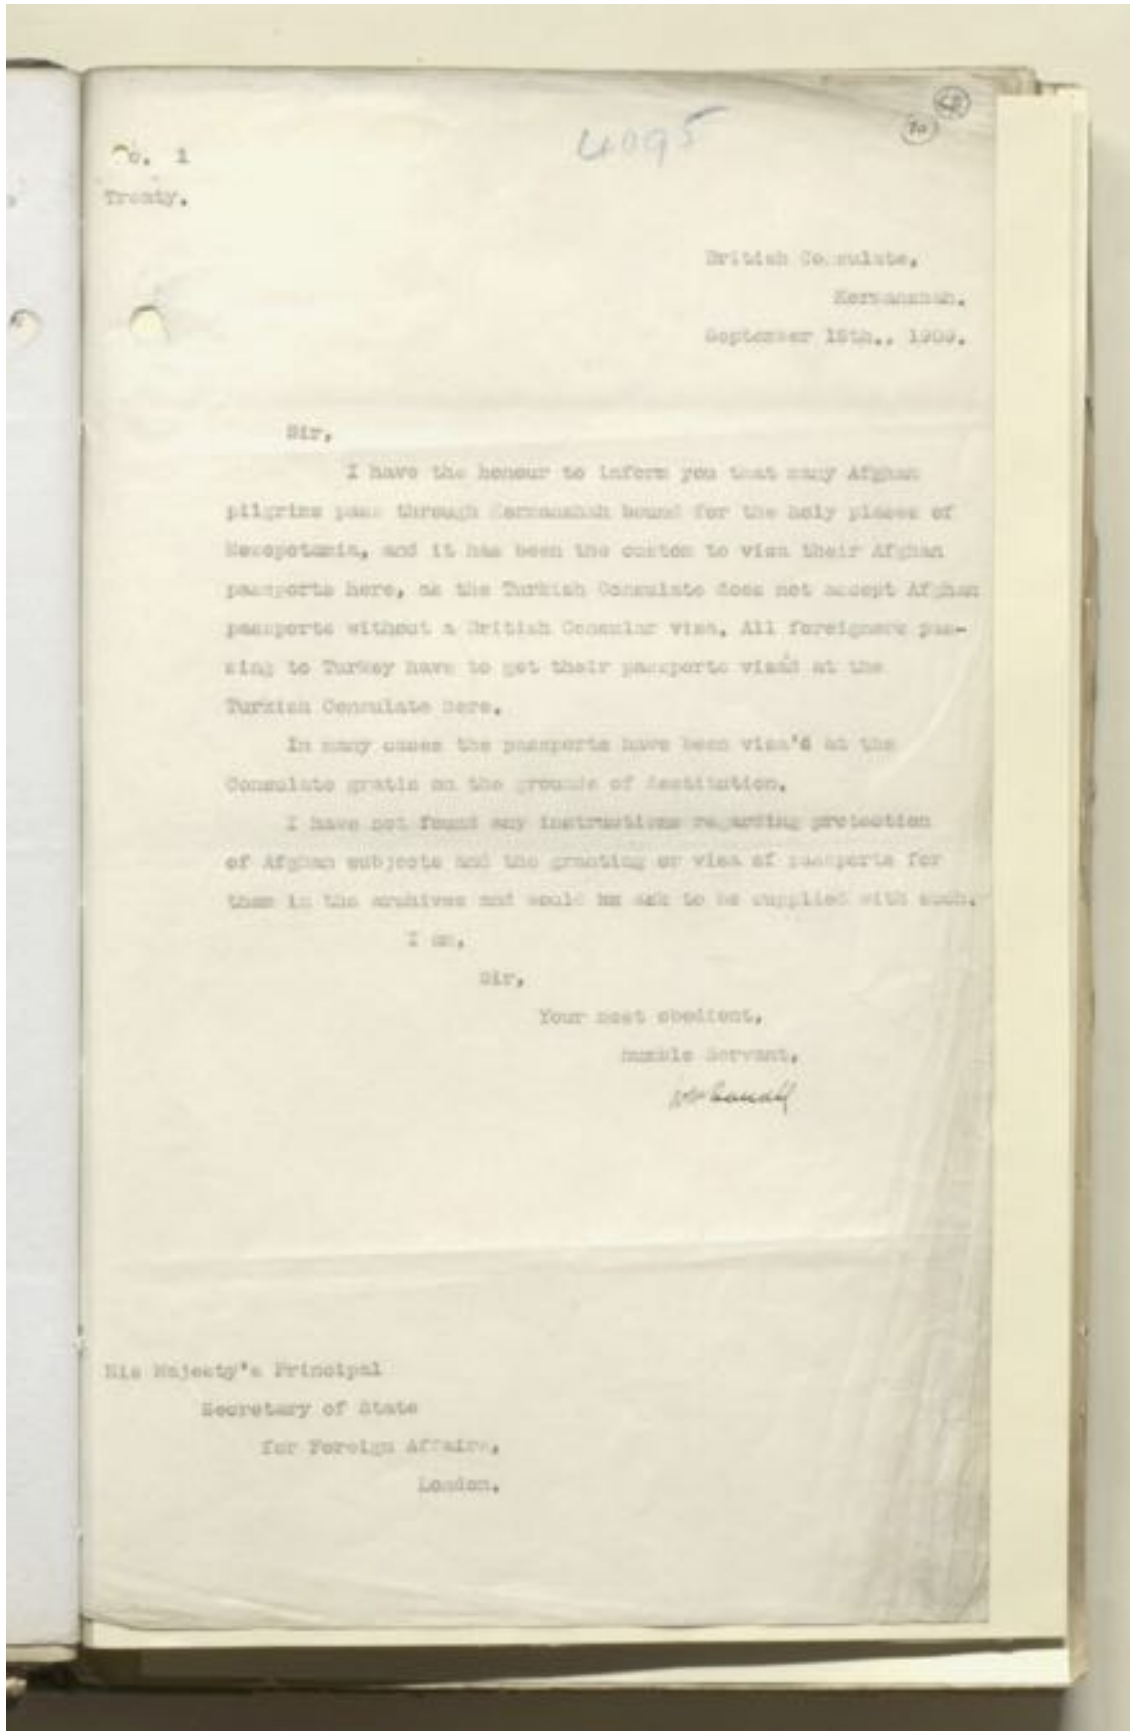 4095
No. 1
Treaty.
British Consulate,
Kermanshah.
September 18th., 1909.
Sir,
I have the honour to inform you that many Afghan
pilgrims pass through Kermanshah bound for the holy places of
Mesopotamia, and it has been the custom to visa their Afghan
passports here, as the Turkish Consulate does not accept Afghan
passports without a British Consular visa. All foreigners pas-
sing to Turkey have to get their passports visa'd at the
Turkish Consulate here.
In many cases the passports have been visa'd at the
Consulate gratis on the grounds of destitution.
I have not found any instructions regarding protection
of Afghan subjects and the granting or visa of passports for
them in the archives and would ask to be supplied with such.
I am,
Sir,
Your most obedient,
humble Servant,
His Majesty's Principal
Secretary of State
for Foreign Affairs,
London.